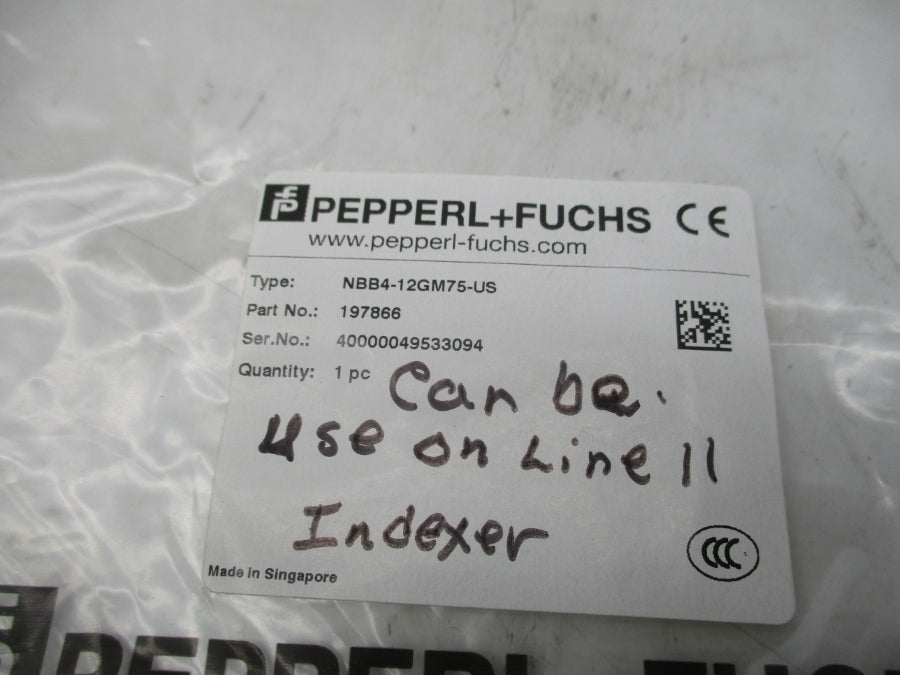 PEPPERL+FUCHS CE
www.pepperl-fuchs.com
Type: NBB4-12GM75-US
Part No.: 197866
Ser.No.: 40000049533094
Quantity: 1 pc
Can be.
use on Line 11
Indexer
CCC
Made in Singapore
PEPPERL+FUCHS